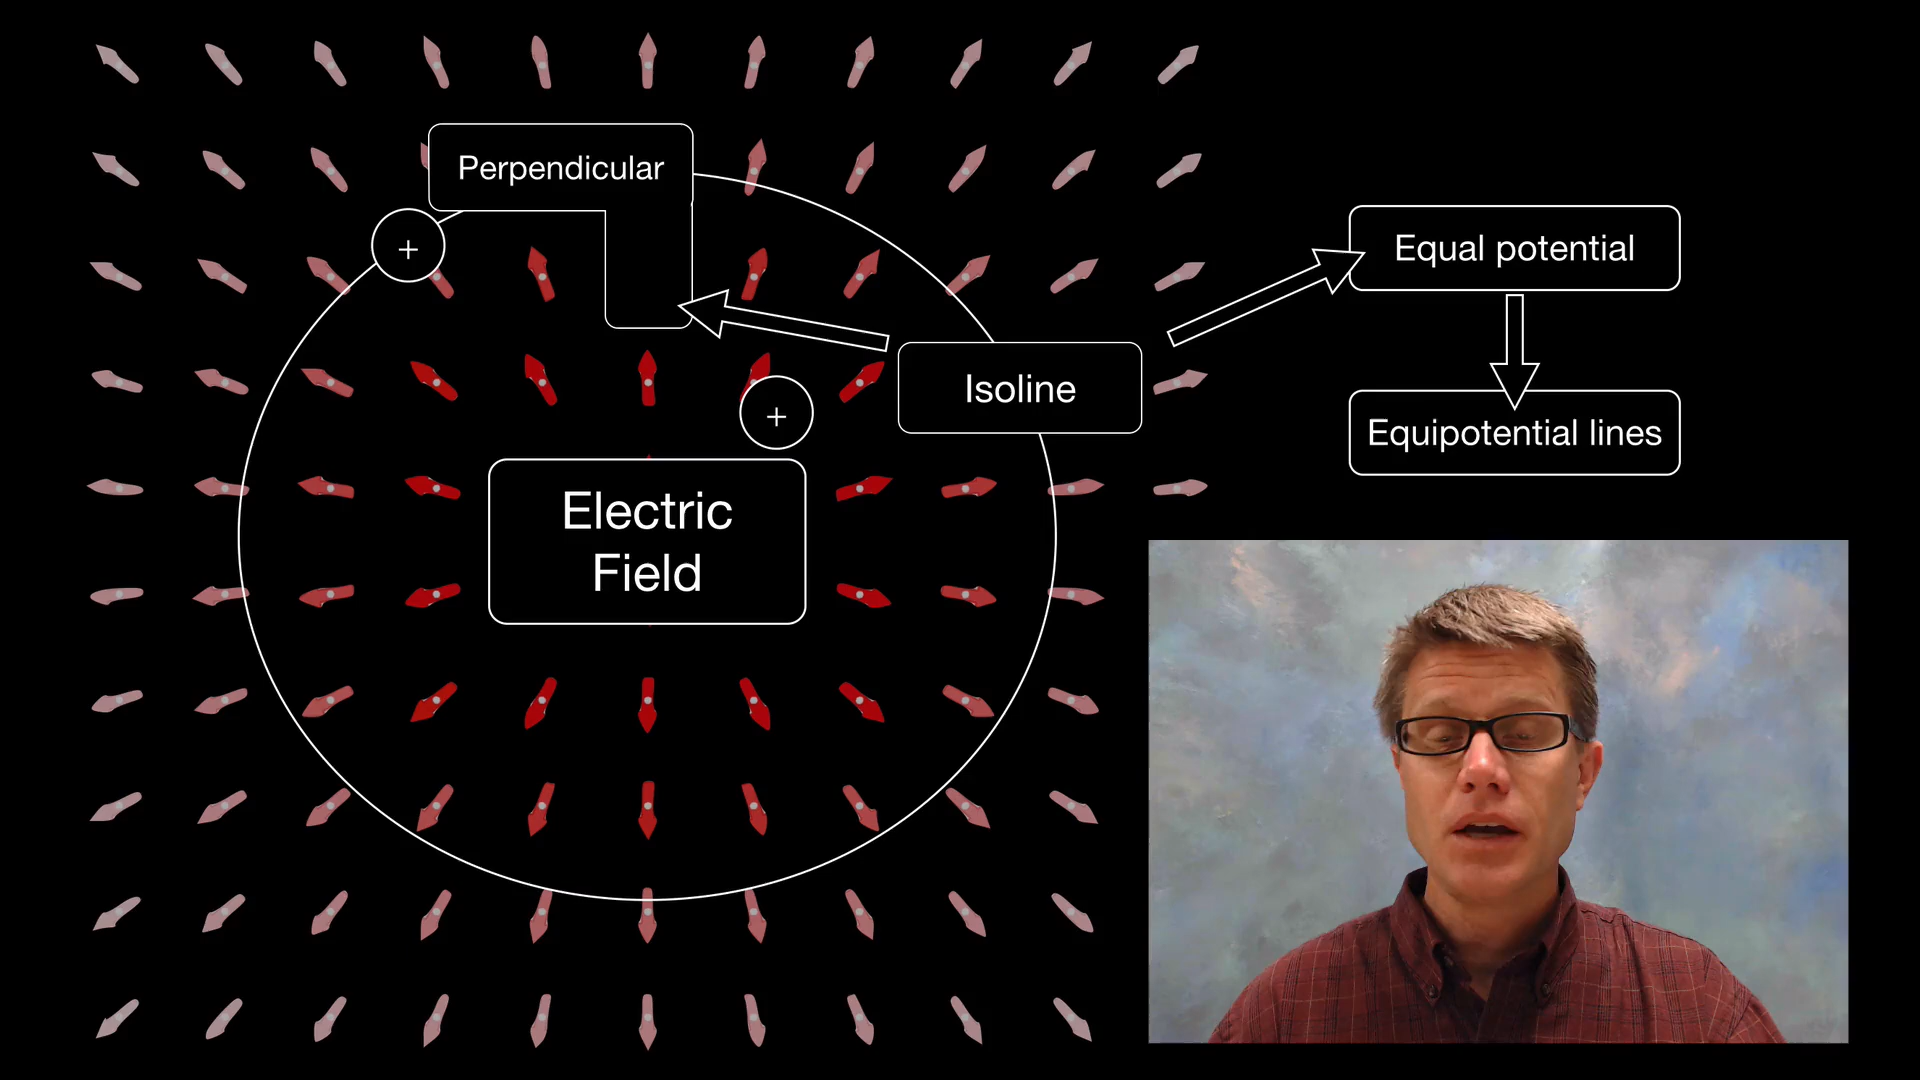 Perpendicular
+
Equal potential
Isoline
+
Equipotential lines
Electric
Field